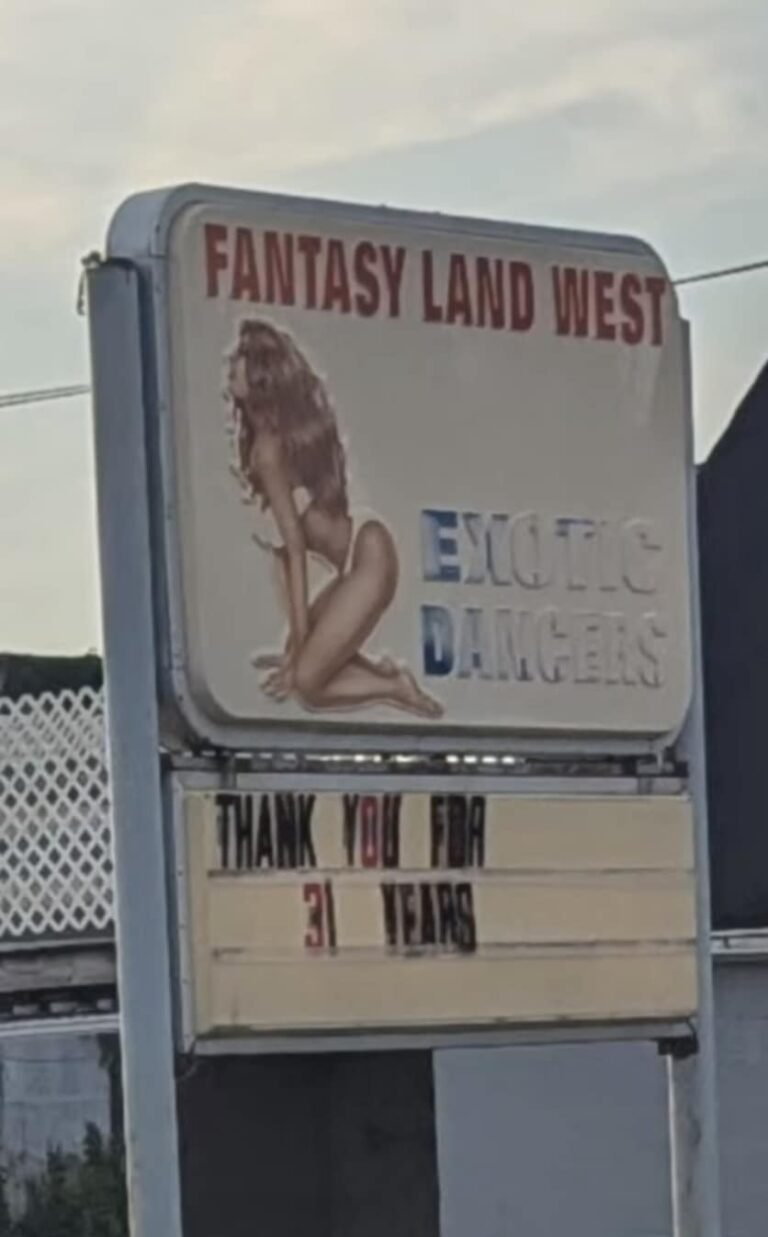 FANTASY LAND WEST
EXOTIC
DANCERS
THANK YOU FOR
31 YEARS